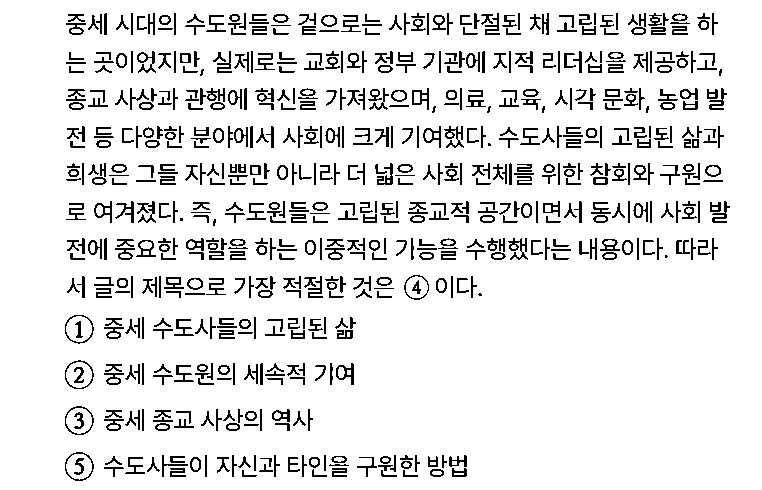 중세 시대의 수도원들은 겉으로는 사회와 단절된 채 고립된 생활을 하
는 곳이었지만, 실제로는 교회와 정부 기관에 지적 리더십을 제공하고,
종교 사상과 관행에 혁신을 가져왔으며, 의료, 교육, 시각 문화, 농업 발
전 등 다양한 분야에서 사회에 크게 기여했다. 수도사들의 고립된 삶과
희생은 그들 자신뿐만 아니라 더 넓은 사회 전체를 위한 참회와 구원으
로 여겨졌다. 즉, 수도원들은 고립된 종교적 공간이면서 동시에 사회 발
전에 중요한 역할을 하는 이중적인 기능을 수행했다는 내용이다. 따라
서 글의 제목으로 가장 적절한 것은 ④이다.
① 중세 수도사들의 고립된 삶
② 중세 수도원의 세속적 기여
③ 중세 종교 사상의 역사
⑤ 수도사들이 자신과 타인을 구원한 방법